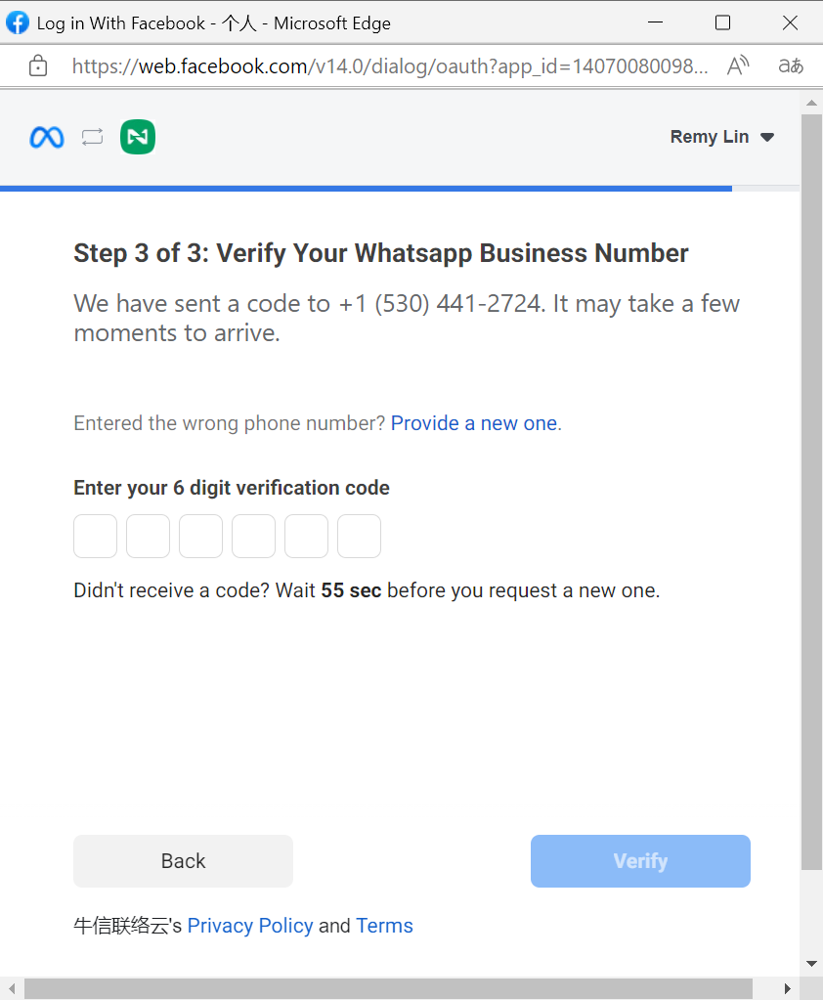 Log in With Facebook - 个人 - Microsoft Edge
https://web.facebook.com/v14.0/dialog/oauth?app_id=14070080098... A aあ
Remy Lin
Step 3 of 3: Verify Your Whatsapp Business Number
We have sent a code to +1 (530) 441-2724. It may take a few
moments to arrive.
Entered the wrong phone number? Provide a new one.
Enter your 6 digit verification code
Didn't receive a code? Wait 55 sec before you request a new one.
Back
Verify
牛信联络云's Privacy Policy and Terms